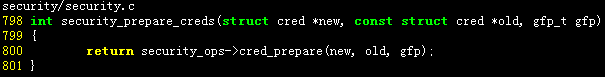 security/security.c
798 int security_prepare_creds(struct cred *new, const struct cred *old, gfp_t gfp)
799 {
800         return security_ops->cred_prepare(new, old, gfp);
801 }